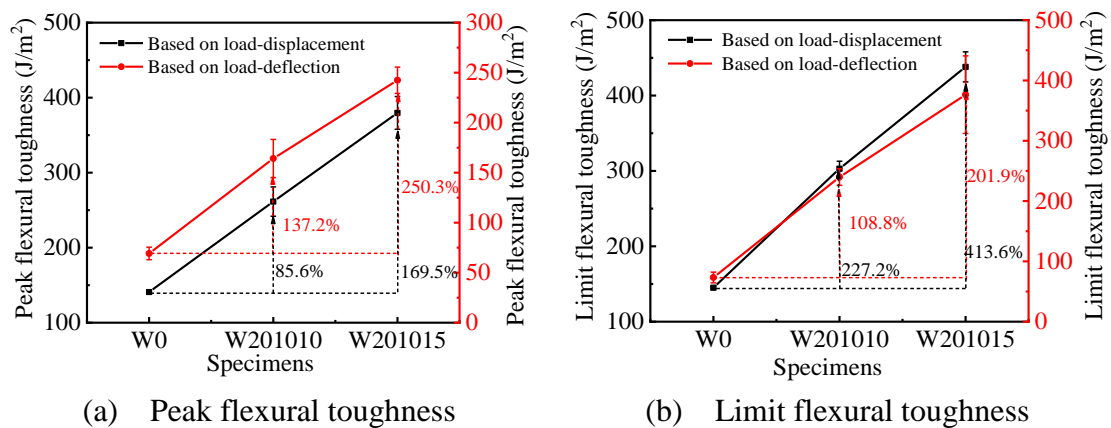 Peak flexural toughness (J/m²)
500
400
300
200
100
Based on load-displacement
Based on load-deflection
137.2%
85.6%
250.3%
169.5%
W0 W201010 W201015
Specimens
300
250
200
150
100
50
0
Peak flexural toughness (J/m²)
(a) Peak flexural toughness
Limit flexural toughness (J/m²)
500
400
300
200
100
Based on load-displacement
Based on load-deflection
108.8%
227.2%
201.9%
413.6%
W0 W201010 W201015
Specimens
500
400
300
200
100
0
Limit flexural toughness (J/m²)
(b) Limit flexural toughness